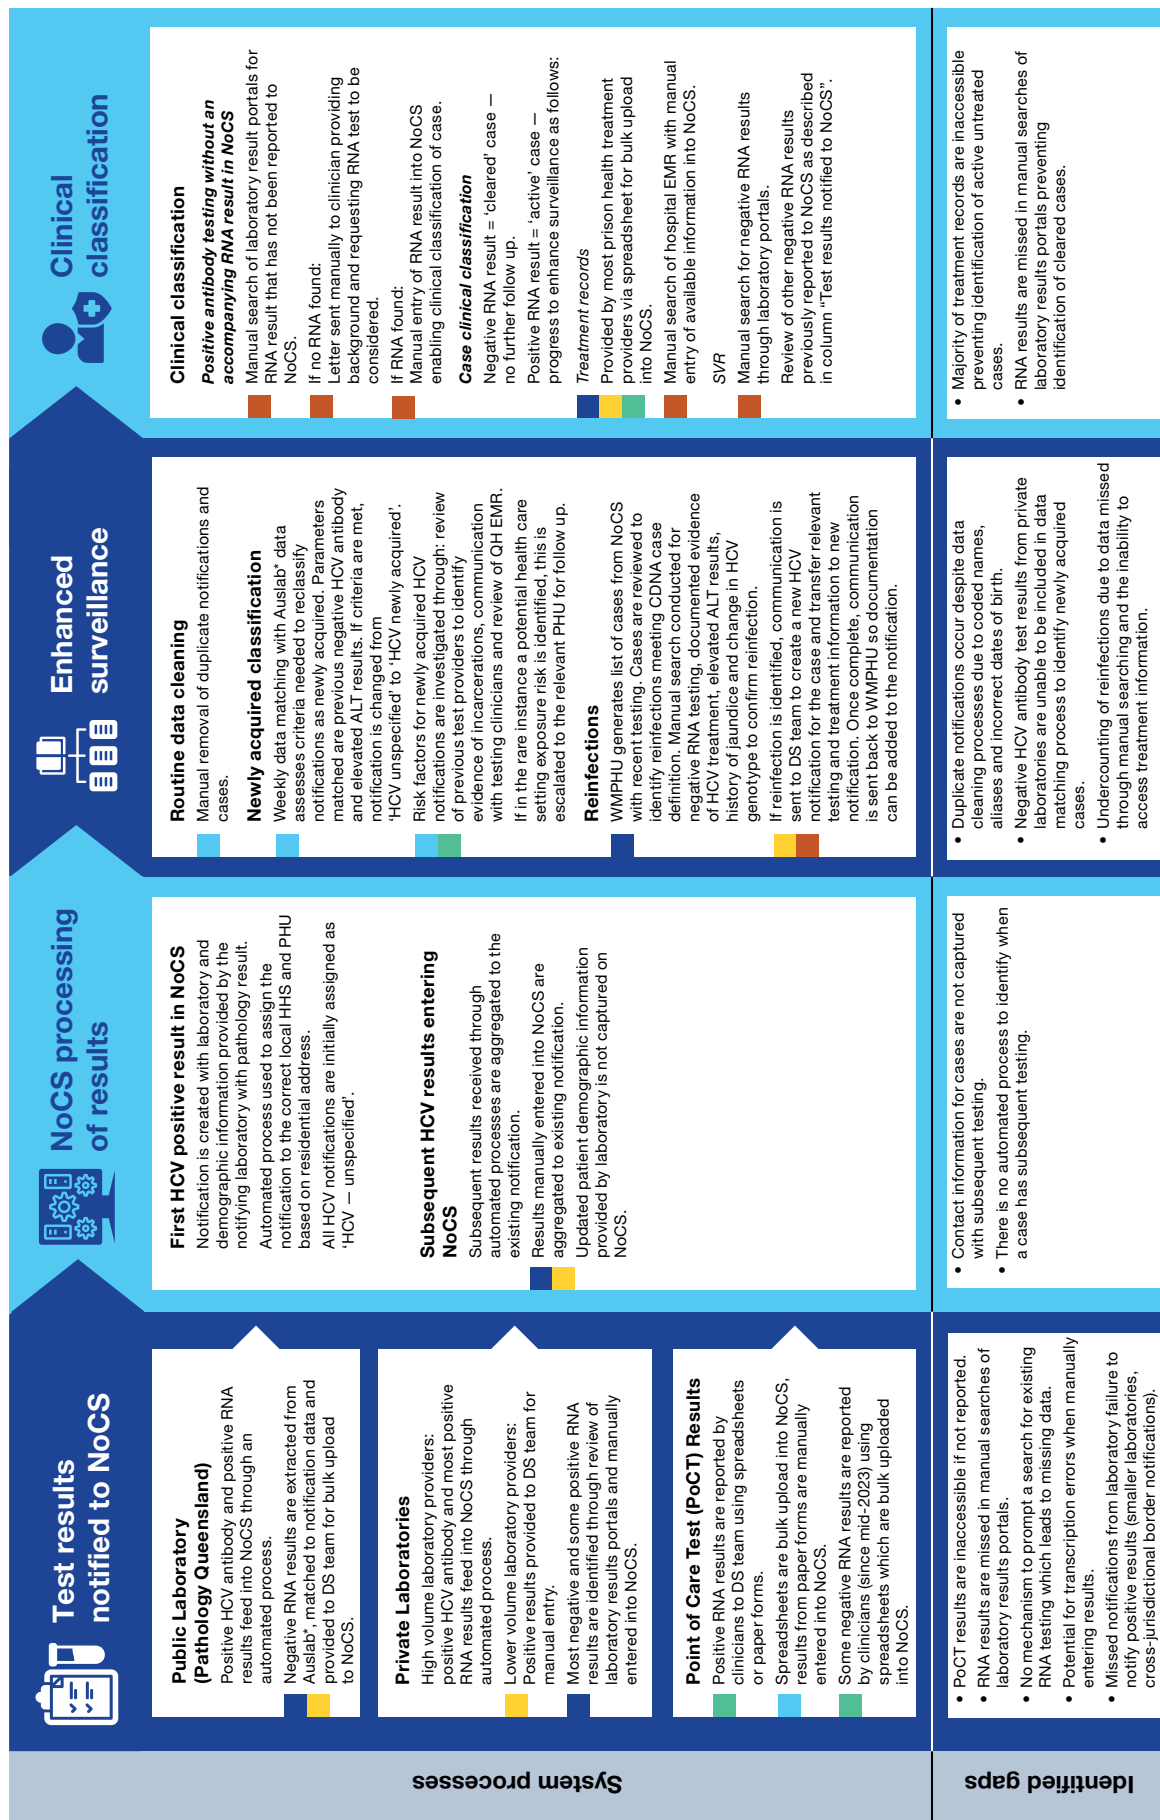 Test results
notified to NoCS
NoCS processing
of results
Enhanced
surveillance
Clinical
classification
System processes
Public Laboratory
(Pathology Queensland)
Positive HCV antibody and positive RNA
results feed into NoCS through an
automated process.
Negative RNA results are extracted from
Auslab*, matched to notification data and
provided to DS team for bulk upload
to NoCS.
Private Laboratories
High volume laboratory providers:
positive HCV antibody and most positive
RNA results feed into NoCS through
automated process.
Lower volume laboratory providers:
Positive results provided to DS team for
manual entry.
Most negative and some positive RNA
results are identified through review of
laboratory results portals and manually
entered into NoCS.
Point of Care Test (PoCT) Results
Positive RNA results are reported by
clinicians to DS team using spreadsheets
or paper forms.
Spreadsheets are bulk upload into NoCS,
results from paper forms are manually
entered into NoCS.
Some negative RNA results are reported
by clinicians (since mid-2023) using
spreadsheets which are bulk uploaded
into NoCS.
First HCV positive result in NoCS
Notification is created with laboratory and
demographic information provided by the
notifying laboratory with pathology result.
Automated process used to assign the
notification to the correct local HHS and PHU
based on residential address.
All HCV notifications are initially assigned as
‘HCV — unspecified’.
Subsequent HCV results entering
NoCS
Subsequent results received through
automated processes are aggregated to the
existing notification.
Results manually entered into NoCS are
aggregated to existing notification.
Updated patient demographic information
provided by laboratory is not captured on
NoCS.
Routine data cleaning
Manual removal of duplicate notifications and
cases.
Newly acquired classification
Weekly data matching with Auslab* data
assesses criteria needed to reclassify
notifications as newly acquired. Parameters
matched are previous negative HCV antibody
and elevated ALT results. If criteria are met,
notification is changed from
‘HCV unspecified’ to ‘HCV newly acquired’.
Risk factors for newly acquired HCV
notifications are investigated through: review
of previous test providers to identify
evidence of incarcerations, communication
with testing clinicians and review of QH EMR.
If in the rare instance a potential health care
setting exposure risk is identified, this is
escalated to the relevant PHU for follow up.
Reinfections
WMPHU generates list of cases from NoCS
with recent testing. Cases are reviewed to
identify reinfections meeting CDNA case
definition. Manual search conducted for
negative RNA testing, documented evidence
of HCV treatment, elevated ALT results,
history of jaundice and change in HCV
genotype to confirm reinfection.
If reinfection is identified, communication is
sent to DS team to create a new HCV
notification for the case and transfer relevant
testing and treatment information to new
notification. Once complete, communication
is sent back to WMPHU so documentation
can be added to the notification.
Clinical classification
Positive antibody testing without an
accompanying RNA result in NoCS
Manual search of laboratory result portals for
RNA result that has not been reported to
NoCS.
If no RNA found:
Letter sent manually to clinician providing
background and requesting RNA test to be
considered.
If RNA found:
Manual entry of RNA result into NoCS
enabling clinical classification of case.
Case clinical classification
Negative RNA result = ‘cleared’ case —
no further follow up.
Positive RNA result = ‘active’ case —
progress to enhance surveillance as follows:
Treatment records
Provided by most prison health treatment
providers via spreadsheet for bulk upload
into NoCS.
Manual search of hospital EMR with manual
entry of available information into NoCS.
SVR
Manual search for negative RNA results
through laboratory portals.
Review of other negative RNA results
previously reported to NoCS as described
in column “Test results notified to NoCS”.
Identified gaps
• PoCT results are inaccessible if not reported.
• RNA results are missed in manual searches of
laboratory results portals.
• No mechanism to prompt a search for existing
RNA testing which leads to missing data.
• Potential for transcription errors when manually
entering results.
• Missed notifications from laboratory failure to
notify positive results (smaller laboratories,
cross-jurisdictional border notifications).
• Contact information for cases are not captured
with subsequent testing.
• There is no automated process to identify when
a case has subsequent testing.
• Duplicate notifications occur despite data
cleaning processes due to coded names,
aliases and incorrect dates of birth.
• Negative HCV antibody test results from private
laboratories are unable to be included in data
matching process to identify newly acquired
cases.
• Undercounting of reinfections due to data missed
through manual searching and the inability to
access treatment information.
• Majority of treatment records are inaccessible
preventing identification of active untreated
cases.
• RNA results are missed in manual searches of
laboratory results portals preventing
identification of cleared cases.